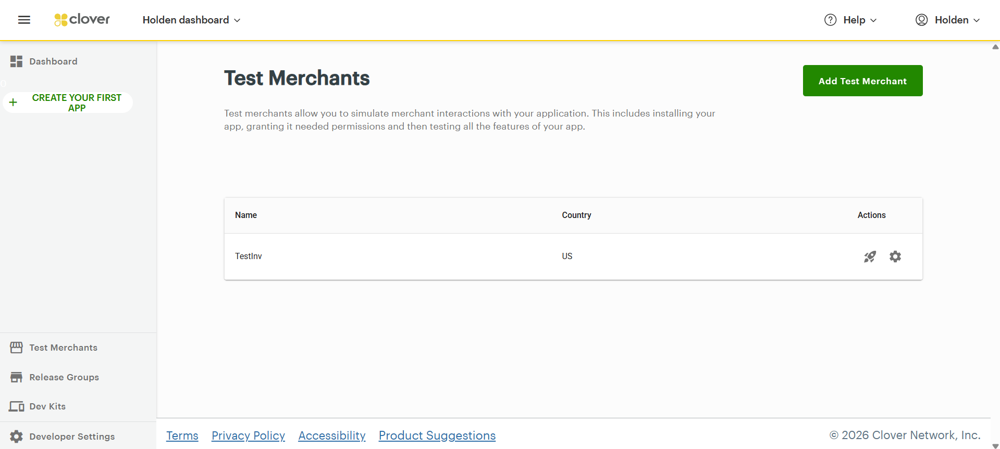 clover
Holden dashboard
Help
Holden
Dashboard
0
CREATE YOUR FIRST
APP
Test Merchants
Add Test Merchant
Test merchants allow you to simulate merchant interactions with your application. This includes installing your
app, granting it needed permissions and then testing all the features of your app.
Name Country Actions
TestInv US
Test Merchants
Release Groups
Dev Kits
Developer Settings
Terms Privacy Policy Accessibility Product Suggestions
© 2026 Clover Network, Inc.